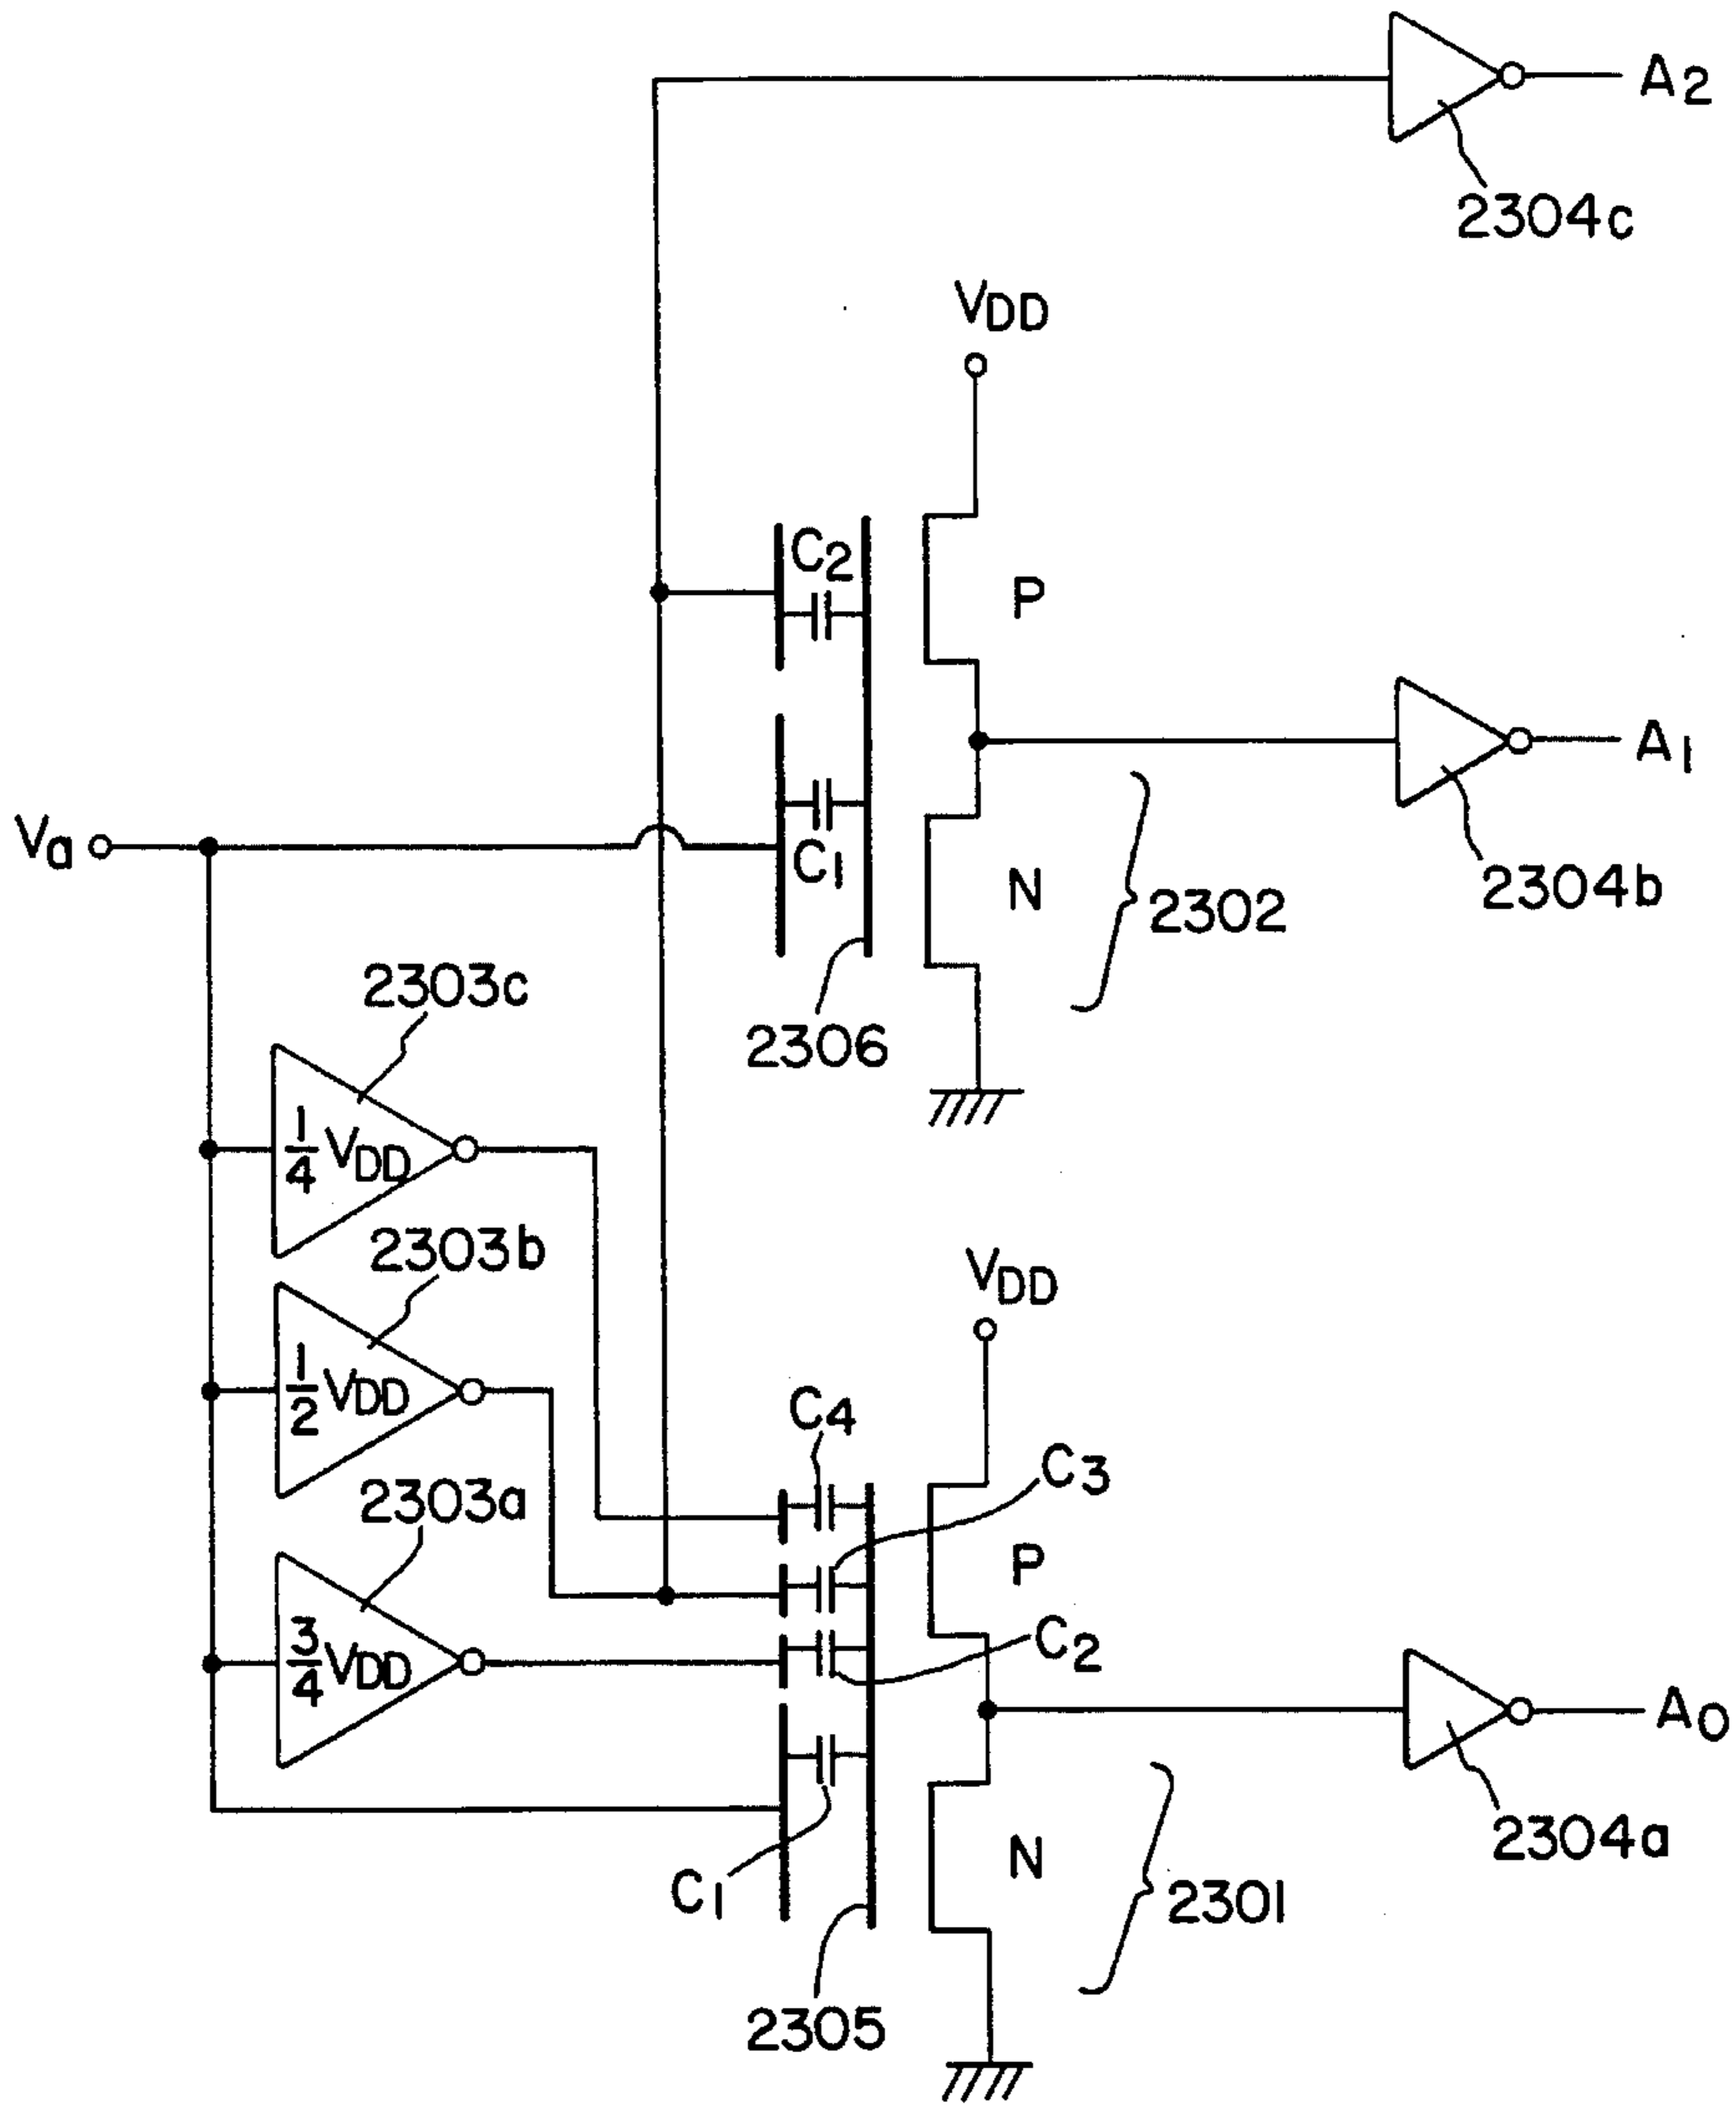 A2
2304c
VDD
C2
P
A1
Va
C1
N
2302
2304b
2303c
2306
1/4 VDD
2303b
VDD
1/2 VDD
C4
C3
2303a
P
3/4 VDD
C2
A0
C1
N
2301
2304a
2305